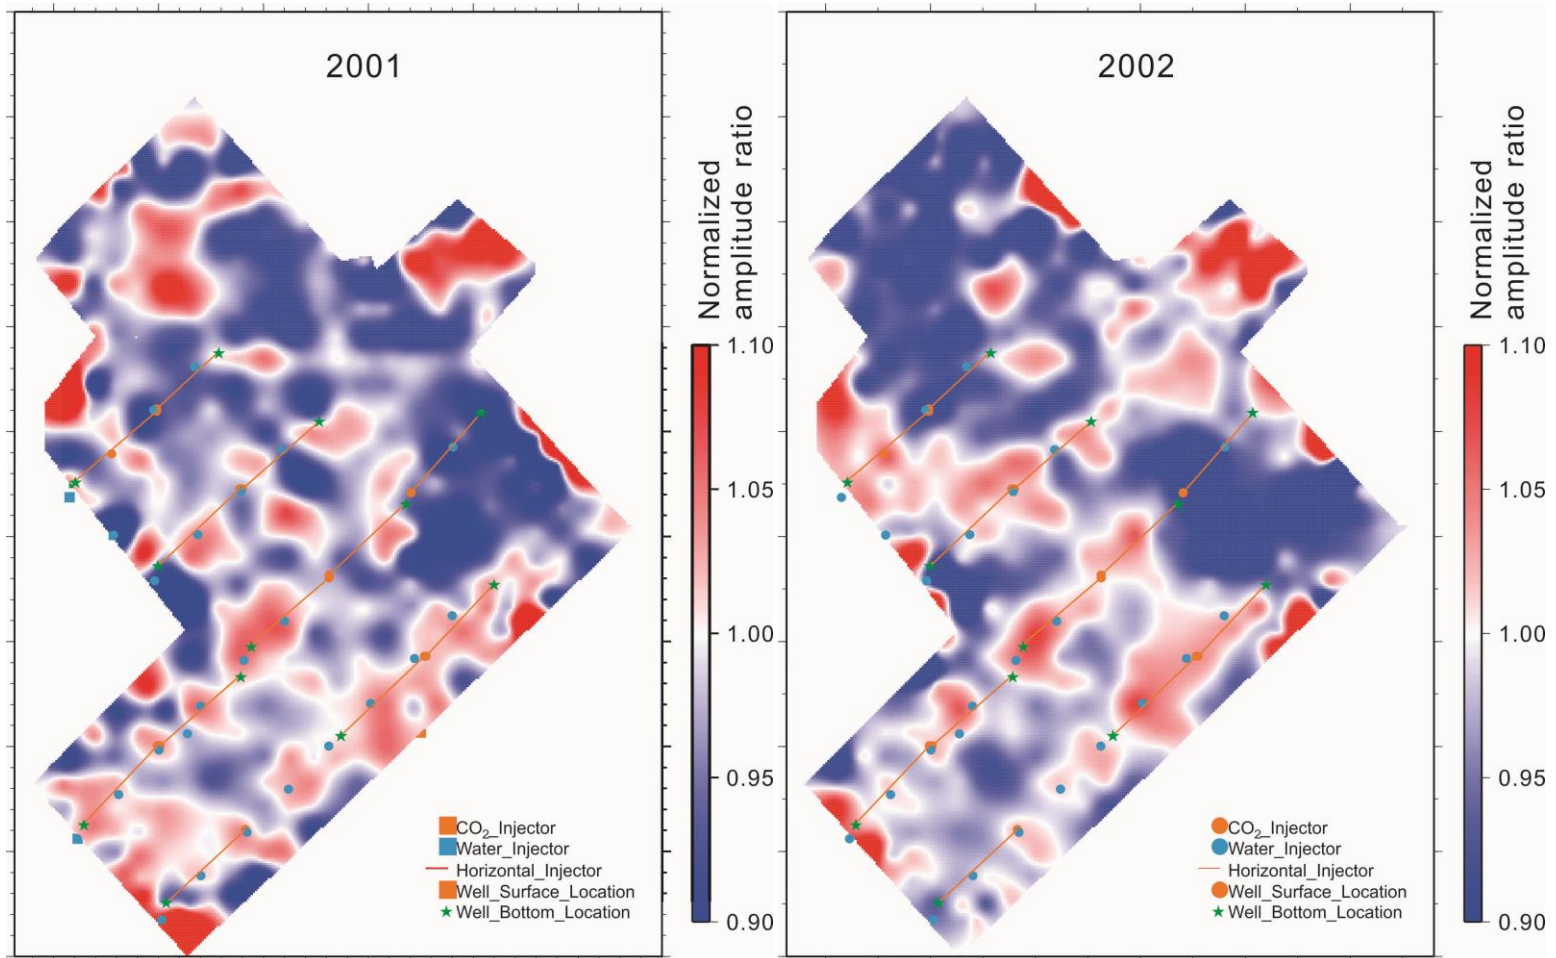 2001
Normalized
amplitude ratio
1.10
1.05
1.00
0.95
0.90
CO2_Injector
Water_Injector
Horizontal_Injector
Well_Surface_Location
Well_Bottom_Location
2002
Normalized
amplitude ratio
1.10
1.05
1.00
0.95
0.90
CO2_Injector
Water_Injector
Horizontal_Injector
Well_Surface_Location
Well_Bottom_Location